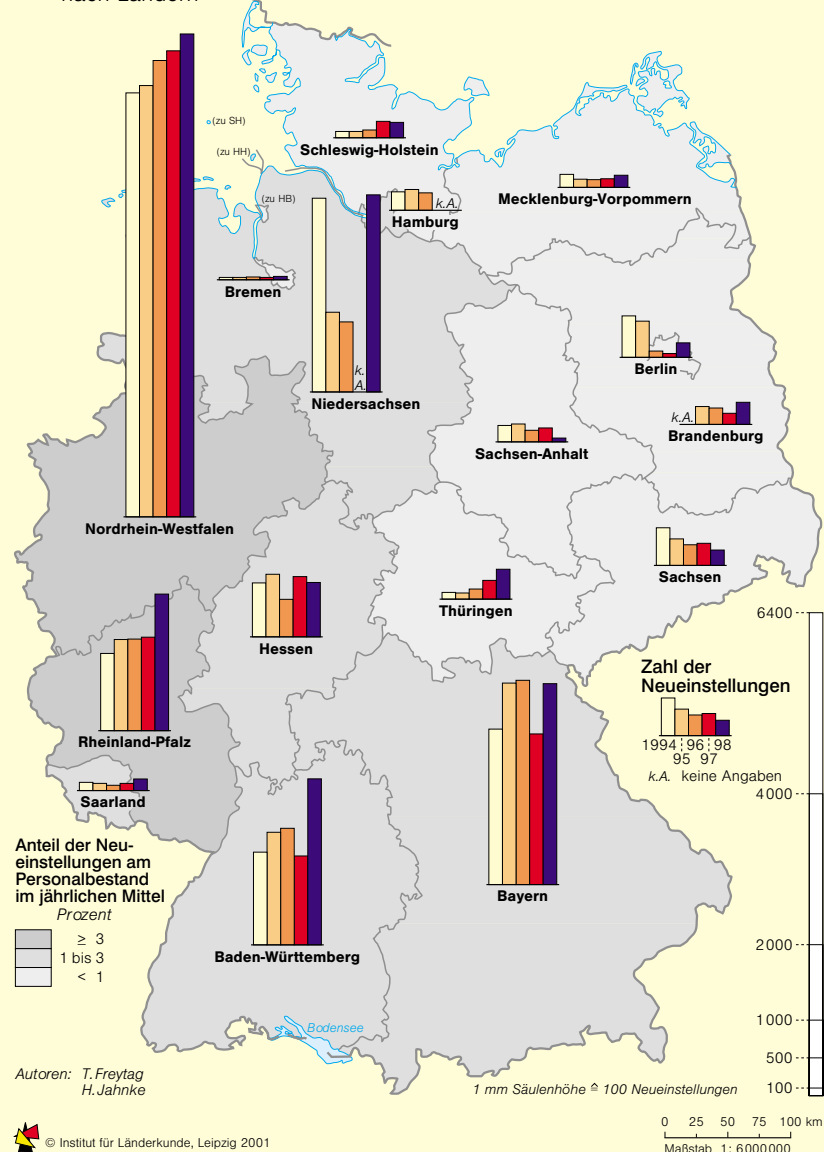 nach Ländern
(zu SH)
Schleswig-Holstein
(zu HH)
Mecklenburg-Vorpommern
(zu HB)
k.A.
Hamburg
Bremen
k.
A.
Niedersachsen
Berlin
k.A.
Brandenburg
Sachsen-Anhalt
Nordrhein-Westfalen
Sachsen
Thüringen
Hessen
Rheinland-Pfalz
Saarland
Bayern
Baden-Württemberg
Bodensee
6400
4000
2000
1000
500
100
Zahl der
Neueinstellungen
1994 96 98
95 97
k.A. keine Angaben
Anteil der Neu-
einstellungen am
Personalbestand
im jährlichen Mittel
Prozent
≥ 3
1 bis 3
< 1
Autoren: T. Freytag
H. Jahnke
1 mm Säulenhöhe ≙ 100 Neueinstellungen
© Institut für Länderkunde, Leipzig 2001
0 25 50 75 100 km
Maßstab 1: 6000000